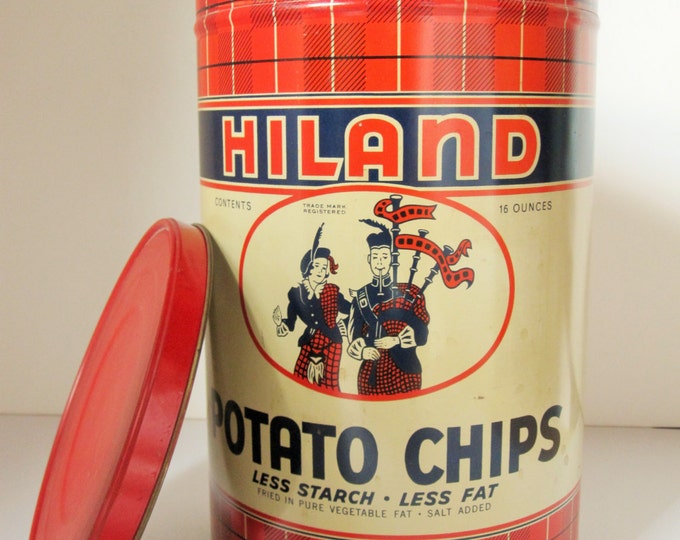 HILAND
CONTENTS
TRADE MARK
REGISTERED
16 OUNCES
POTATO CHIPS
LESS STARCH • LESS FAT
FRIED IN PURE VEGETABLE FAT • SALT ADDED